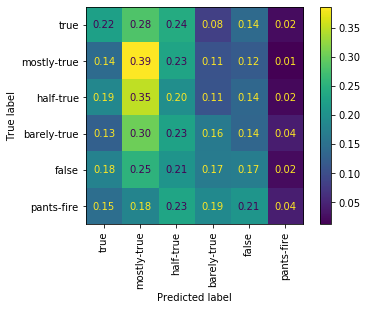 true 0.22 0.28 0.24 0.08 0.14 0.02
mostly-true 0.14 0.39 0.23 0.11 0.12 0.01
half-true 0.19 0.35 0.20 0.11 0.14 0.02
barely-true 0.13 0.30 0.23 0.16 0.14 0.04
false 0.18 0.25 0.21 0.17 0.17 0.02
pants-fire 0.15 0.18 0.23 0.19 0.21 0.04
True label
true mostly-true half-true barely-true false pants-fire
Predicted label
0.35
0.30
0.25
0.20
0.15
0.10
0.05